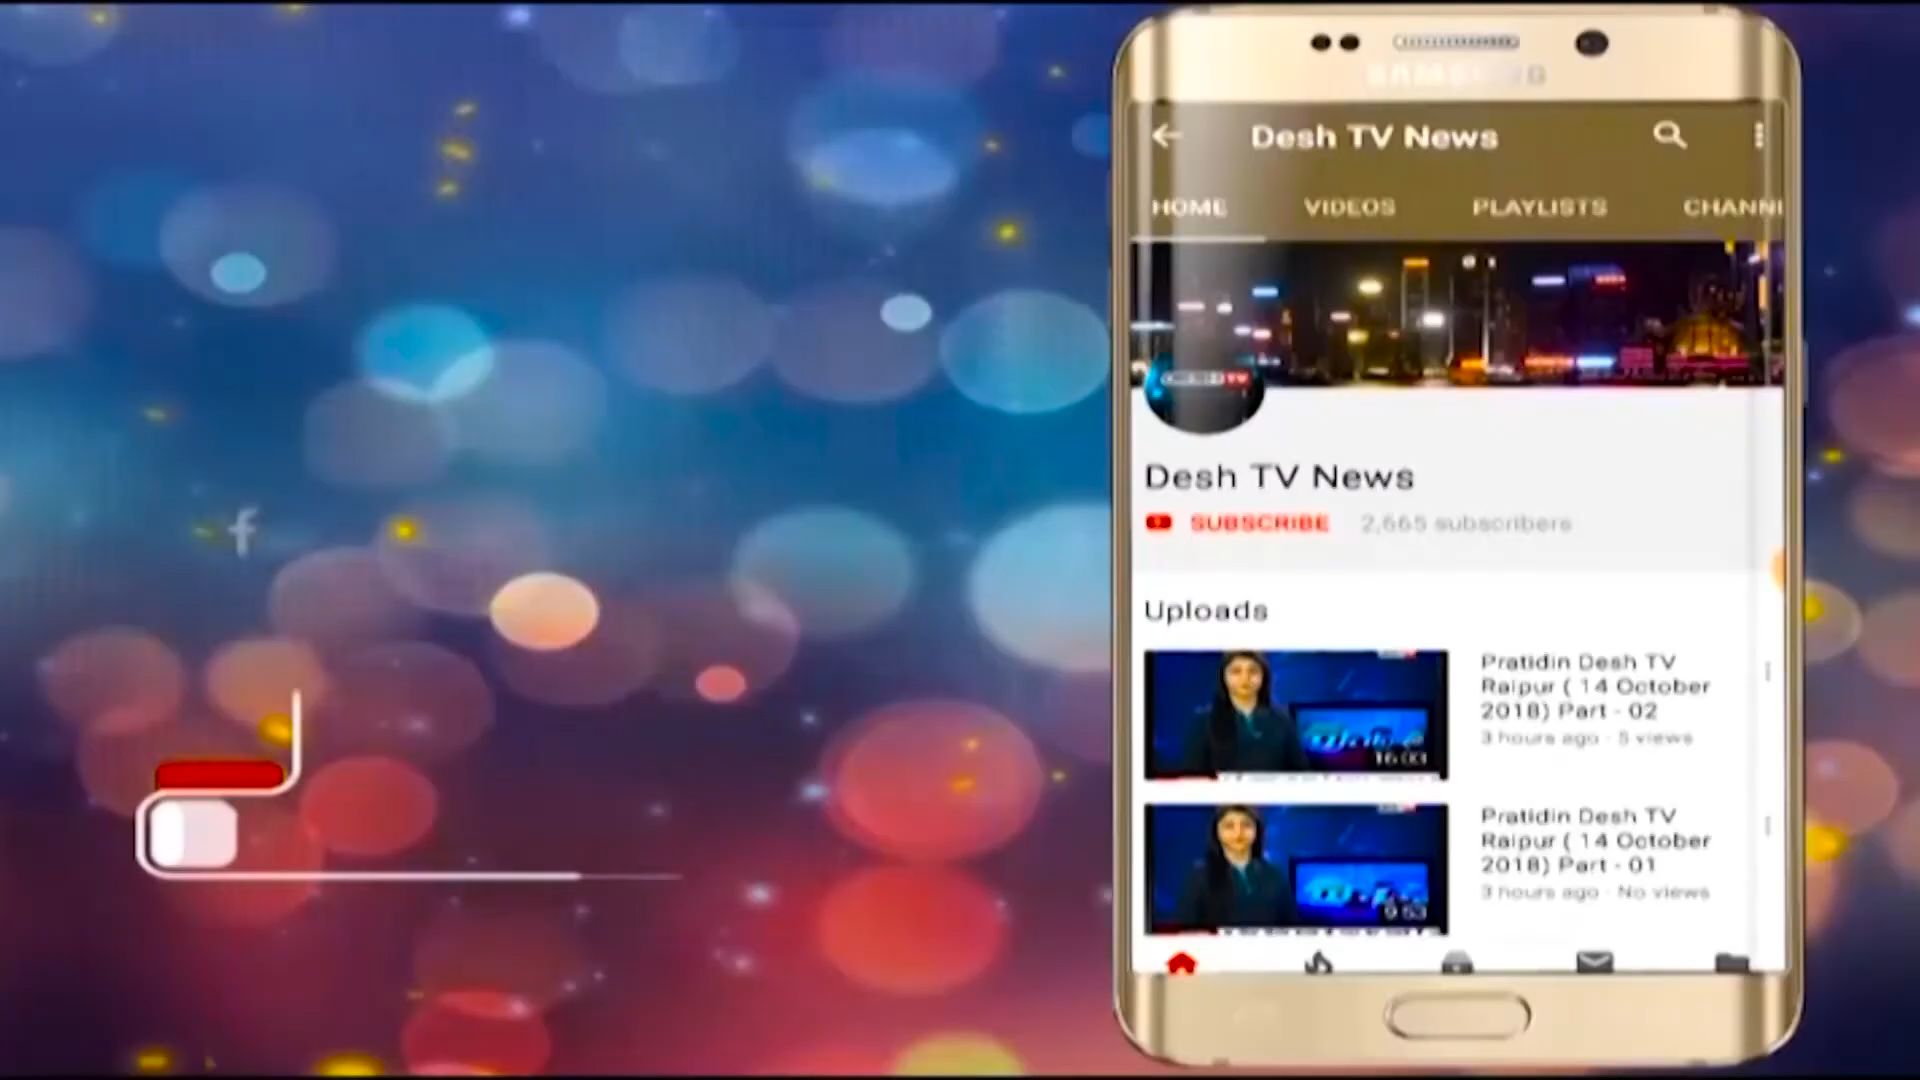 SAMSUNG
Desh TV News
HOME VIDEOS PLAYLISTS CHANNE
Desh TV News
SUBSCRIBE 2,665 subscribers
Uploads
Pratidin Desh TV
Raipur ( 14 October
2018) Part - 02
3 hours ago · 5 views
16:03
Pratidin Desh TV
Raipur ( 14 October
2018) Part - 01
3 hours ago · No views
9:53
f